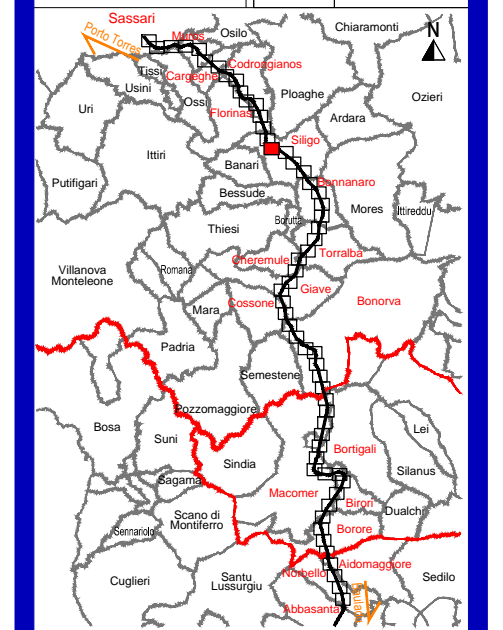 Sassari
Porto Torres
Muros
Osilo
Chiaramonti
N
Tissi
Cargeghe
Codrongianos
Usini
Ossi
Ploaghe
Ozieri
Uri
Florinas
Ardara
Siligo
Ittiri
Banari
Bonnanaro
Putifigari
Bessude
Borutta
Mores
Ittireddu
Thiesi
Cheremule
Torralba
Romana
Villanova
Monteleone
Giave
Cossone
Bonorva
Mara
Padria
Semestene
Pozzomaggiore
Bosa
Suni
Lei
Bortigali
Sindia
Silanus
Sagama
Macomer
Birori
Dualchi
Scano di
Montiferro
Sennariolo
Borore
Aidomaggiore
Norbello
Cuglieri
Santu
Lussurgiu
Sedilo
Abbasanta